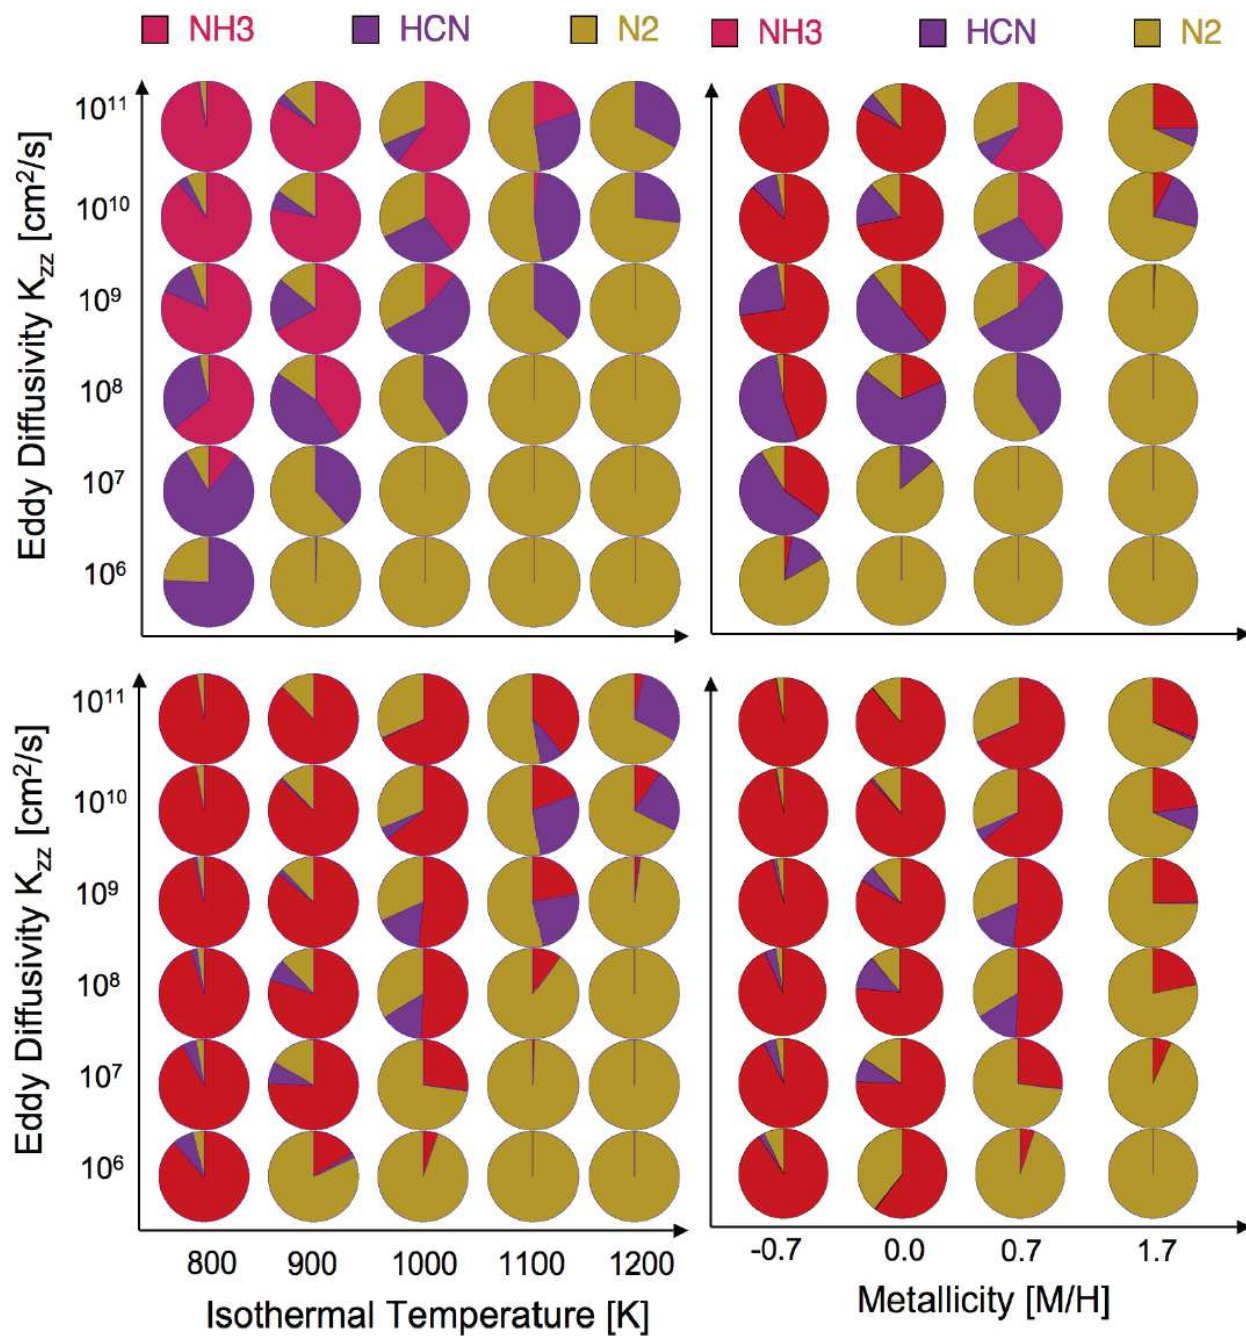 NH3 HCN N2 NH3 HCN N2
Eddy Diffusivity K_zz [cm²/s]
10¹¹
10¹⁰
10⁹
10⁸
10⁷
10⁶
Eddy Diffusivity K_zz [cm²/s]
10¹¹
10¹⁰
10⁹
10⁸
10⁷
10⁶
800 900 1000 1100 1200 -0.7 0.0 0.7 1.7
Isothermal Temperature [K] Metallicity [M/H]